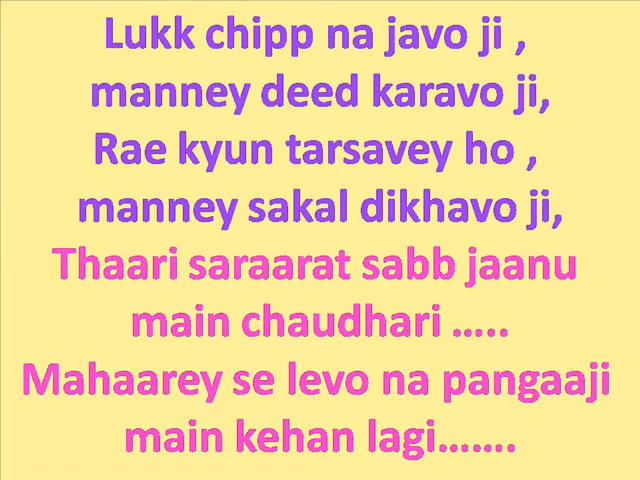 Lukk chipp na javo ji ,
manney deed karavo ji,
Rae kyun tarsavey ho ,
manney sakal dikhavo ji,
Thaari saraarat sabb jaanu
main chaudhari …..
Mahaarey se levo na pangaaji
main kehan lagi…….